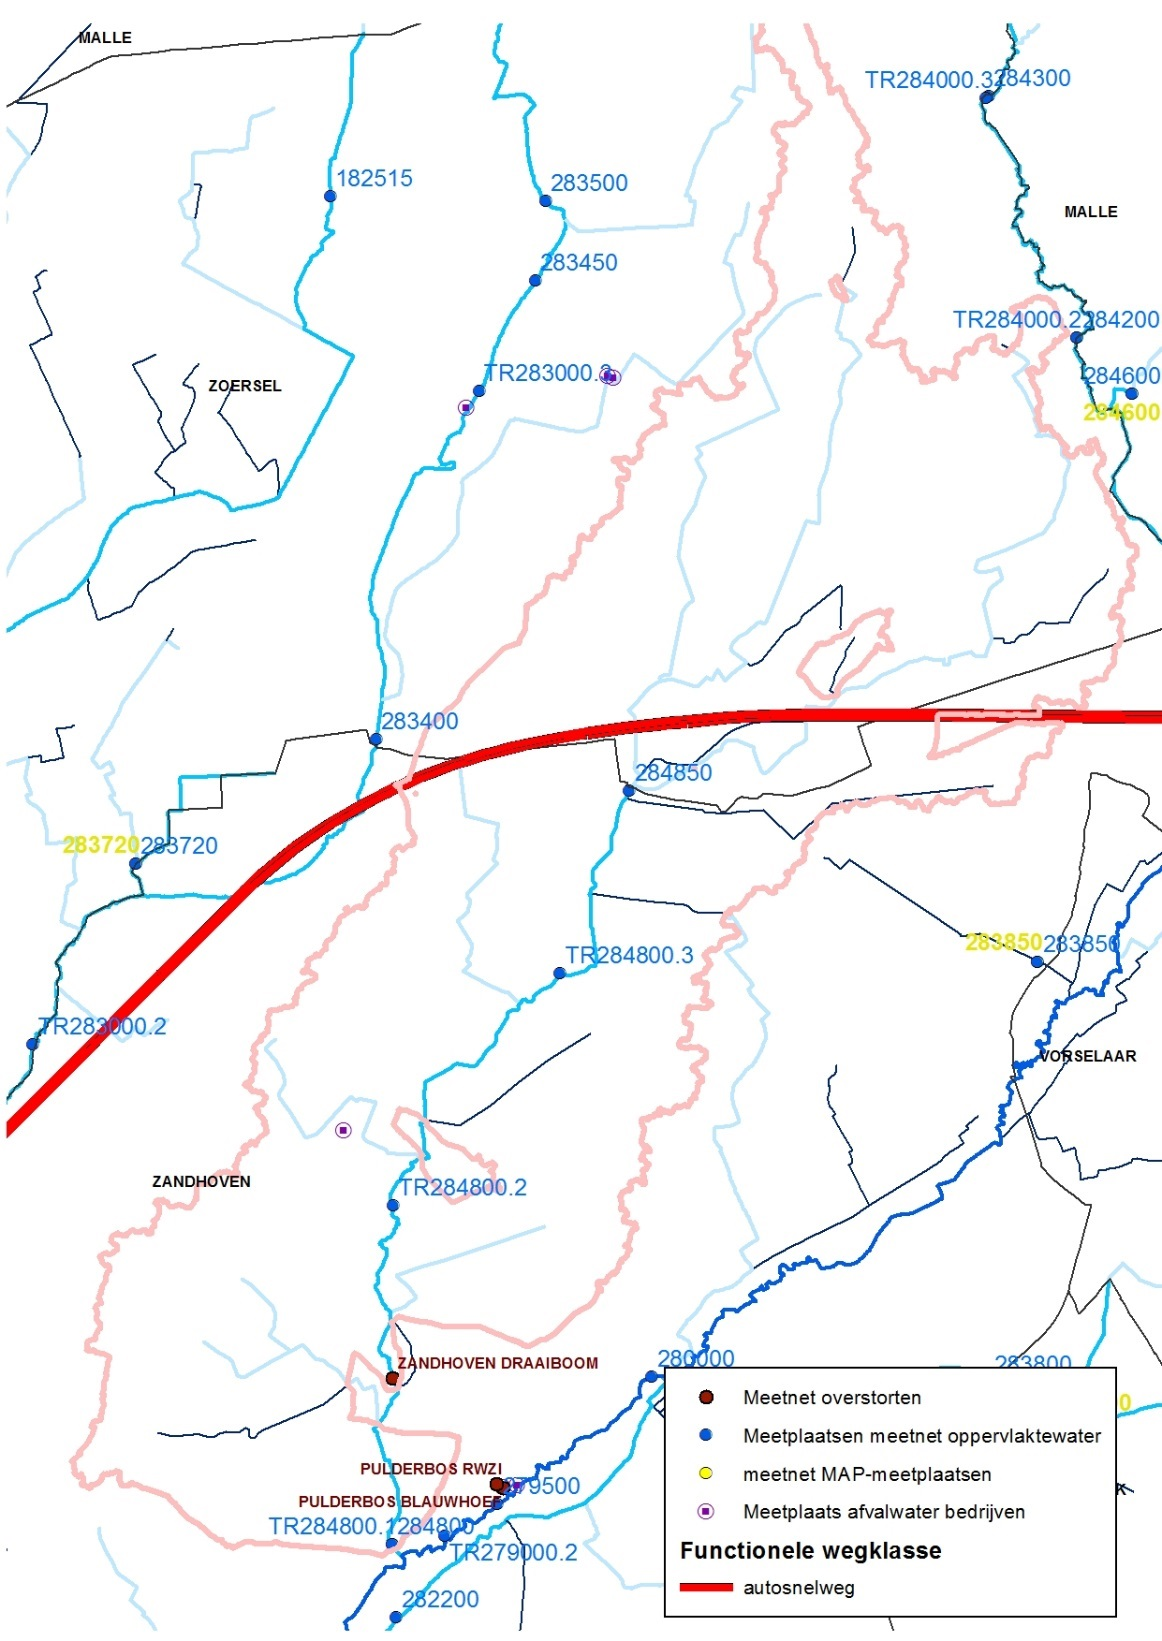 MALLE
TR284000.3284300
182515
283500
MALLE
283450
TR284000.2284200
TR283000.3
284600
ZOERSEL
284600
283400
284850
283720283720
283850283850
TR284800.3
TR283000.2
VORSELAAR
ZANDHOVEN
TR284800.2
280000
ZANDHOVEN DRAAIBOOM
283800
Meetnet overstorten
0
Meetplaatsen meetnet oppervlaktewater
PULDERBOS RWZI
meetnet MAP-meetplaatsen
279500
PULDERBOS BLAUWHOEF
Meetplaats afvalwater bedrijven
TR284800.1284800
TR279000.2
Functionele wegklasse
autosnelweg
282200